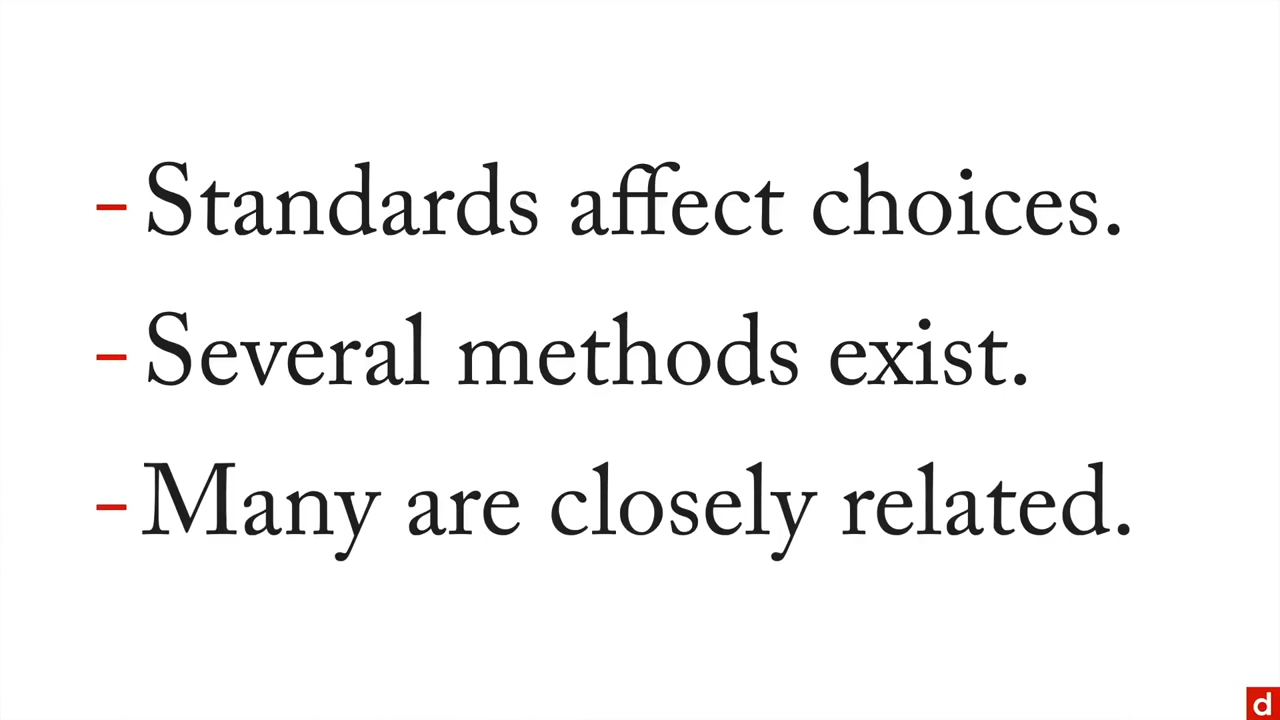 – Standards affect choices.
– Several methods exist.
– Many are closely related.
d